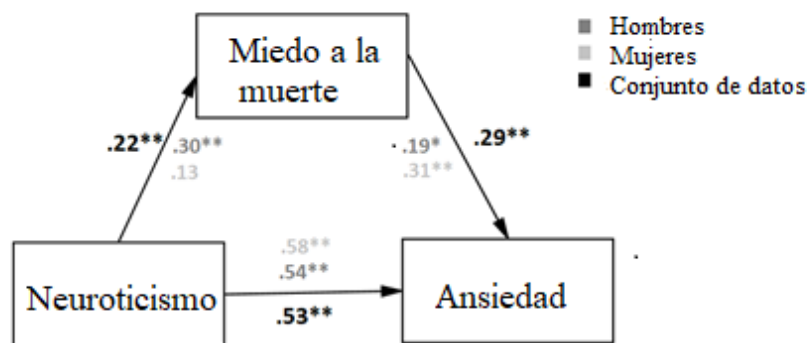 Hombres
Mujeres
Conjunto de datos
Miedo a la
muerte
.22** .30** .19* .29**
.13 .31**
.58**
.54**
Neuroticismo
Ansiedad
.53**